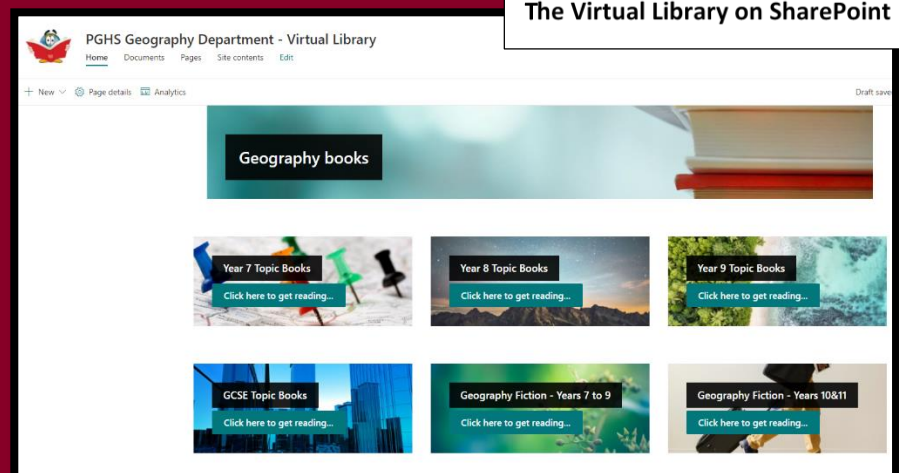 The Virtual Library on SharePoint
PGHS Geography Department - Virtual Library
Home Documents Pages Site contents Edit
+ New Page details Analytics Draft save
Geography books
Year 7 Topic Books
Click here to get reading...
Year 8 Topic Books
Click here to get reading...
Year 9 Topic Books
Click here to get reading...
GCSE Topic Books
Click here to get reading...
Geography Fiction - Years 7 to 9
Click here to get reading...
Geography Fiction - Years 10&11
Click here to get reading...